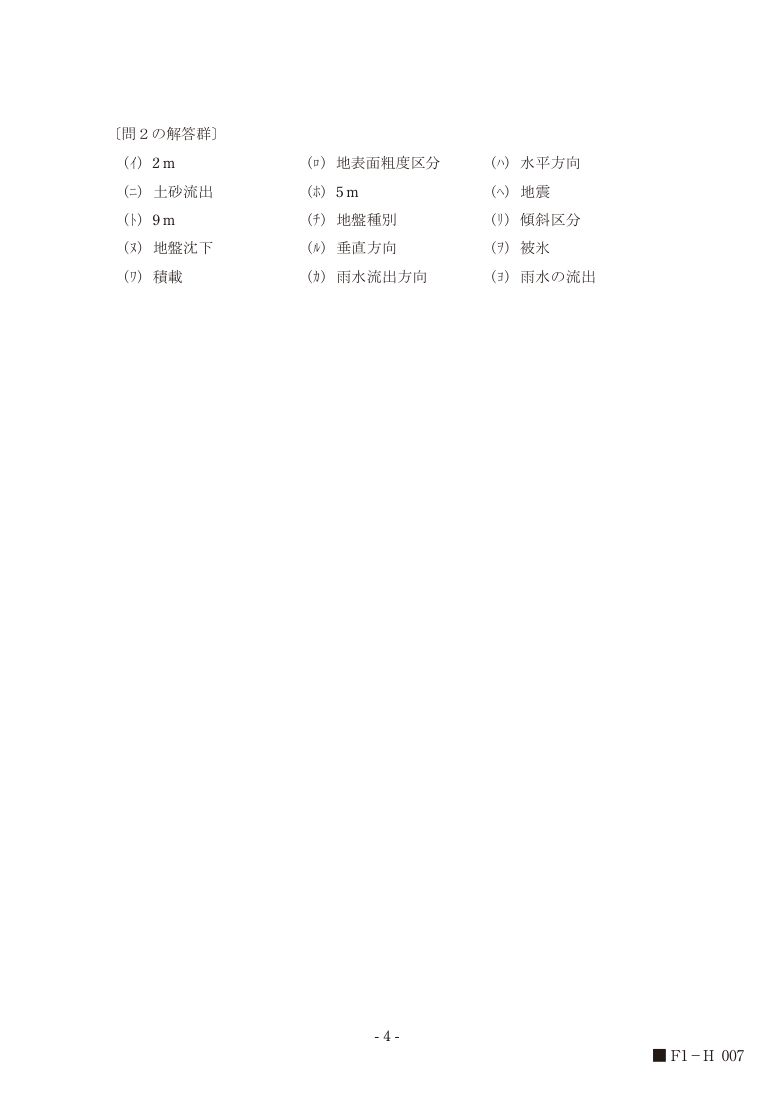 〔問２の解答群〕
(ｲ) 2 m (ﾛ) 地表面粗度区分 (ﾊ) 水平方向
(ﾆ) 土砂流出 (ﾎ) 5 m (ﾍ) 地震
(ﾄ) 9 m (ﾁ) 地盤種別 (ﾘ) 傾斜区分
(ﾇ) 地盤沈下 (ﾙ) 垂直方向 (ｦ) 被氷
(ﾜ) 積載 (ｶ) 雨水流出方向 (ﾖ) 雨水の流出
- 4 -
■ F1－H 007